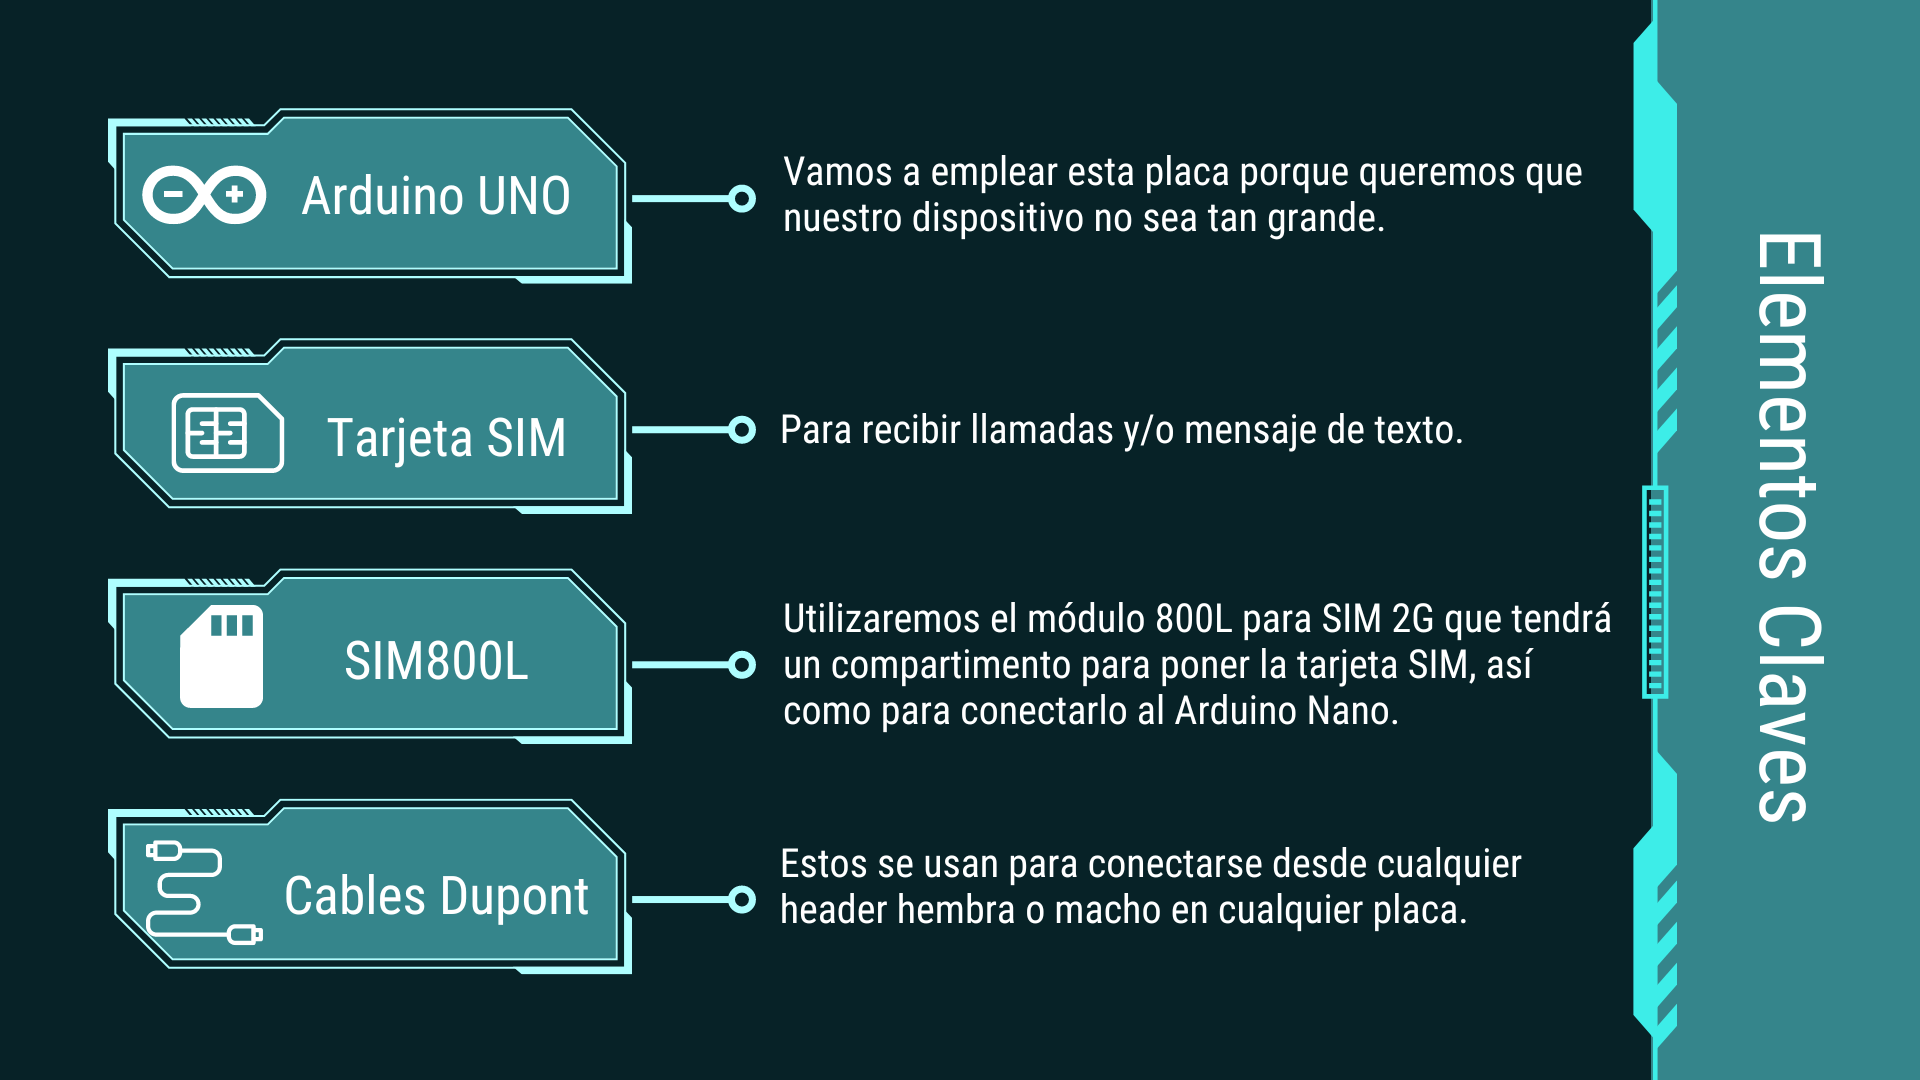 Arduino UNO
Vamos a emplear esta placa porque queremos que
nuestro dispositivo no sea tan grande.
Tarjeta SIM
Para recibir llamadas y/o mensaje de texto.
SIM800L
Utilizaremos el módulo 800L para SIM 2G que tendrá
un compartimento para poner la tarjeta SIM, así
como para conectarlo al Arduino Nano.
Cables Dupont
Estos se usan para conectarse desde cualquier
header hembra o macho en cualquier placa.
Elementos Claves